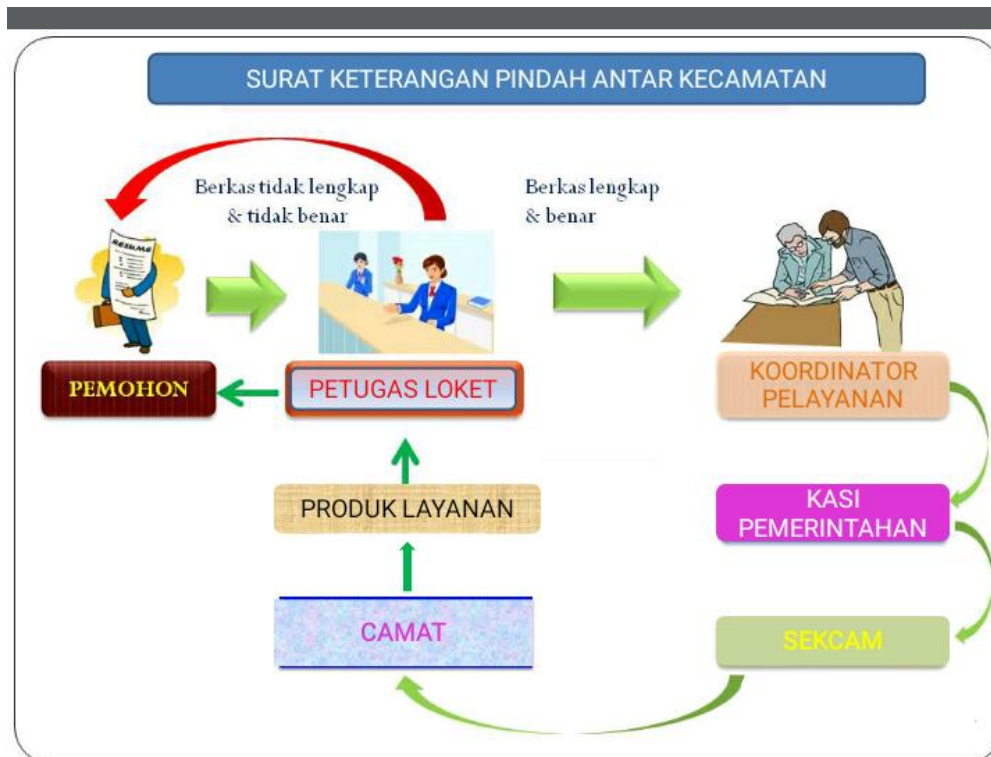 SURAT KETERANGAN PINDAH ANTAR KECAMATAN
Berkas tidak lengkap
& tidak benar
Berkas lengkap
& benar
RESUME
PEMOHON
PETUGAS LOKET
KOORDINATOR
PELAYANAN
PRODUK LAYANAN
KASI
PEMERINTAHAN
CAMAT
SEKCAM